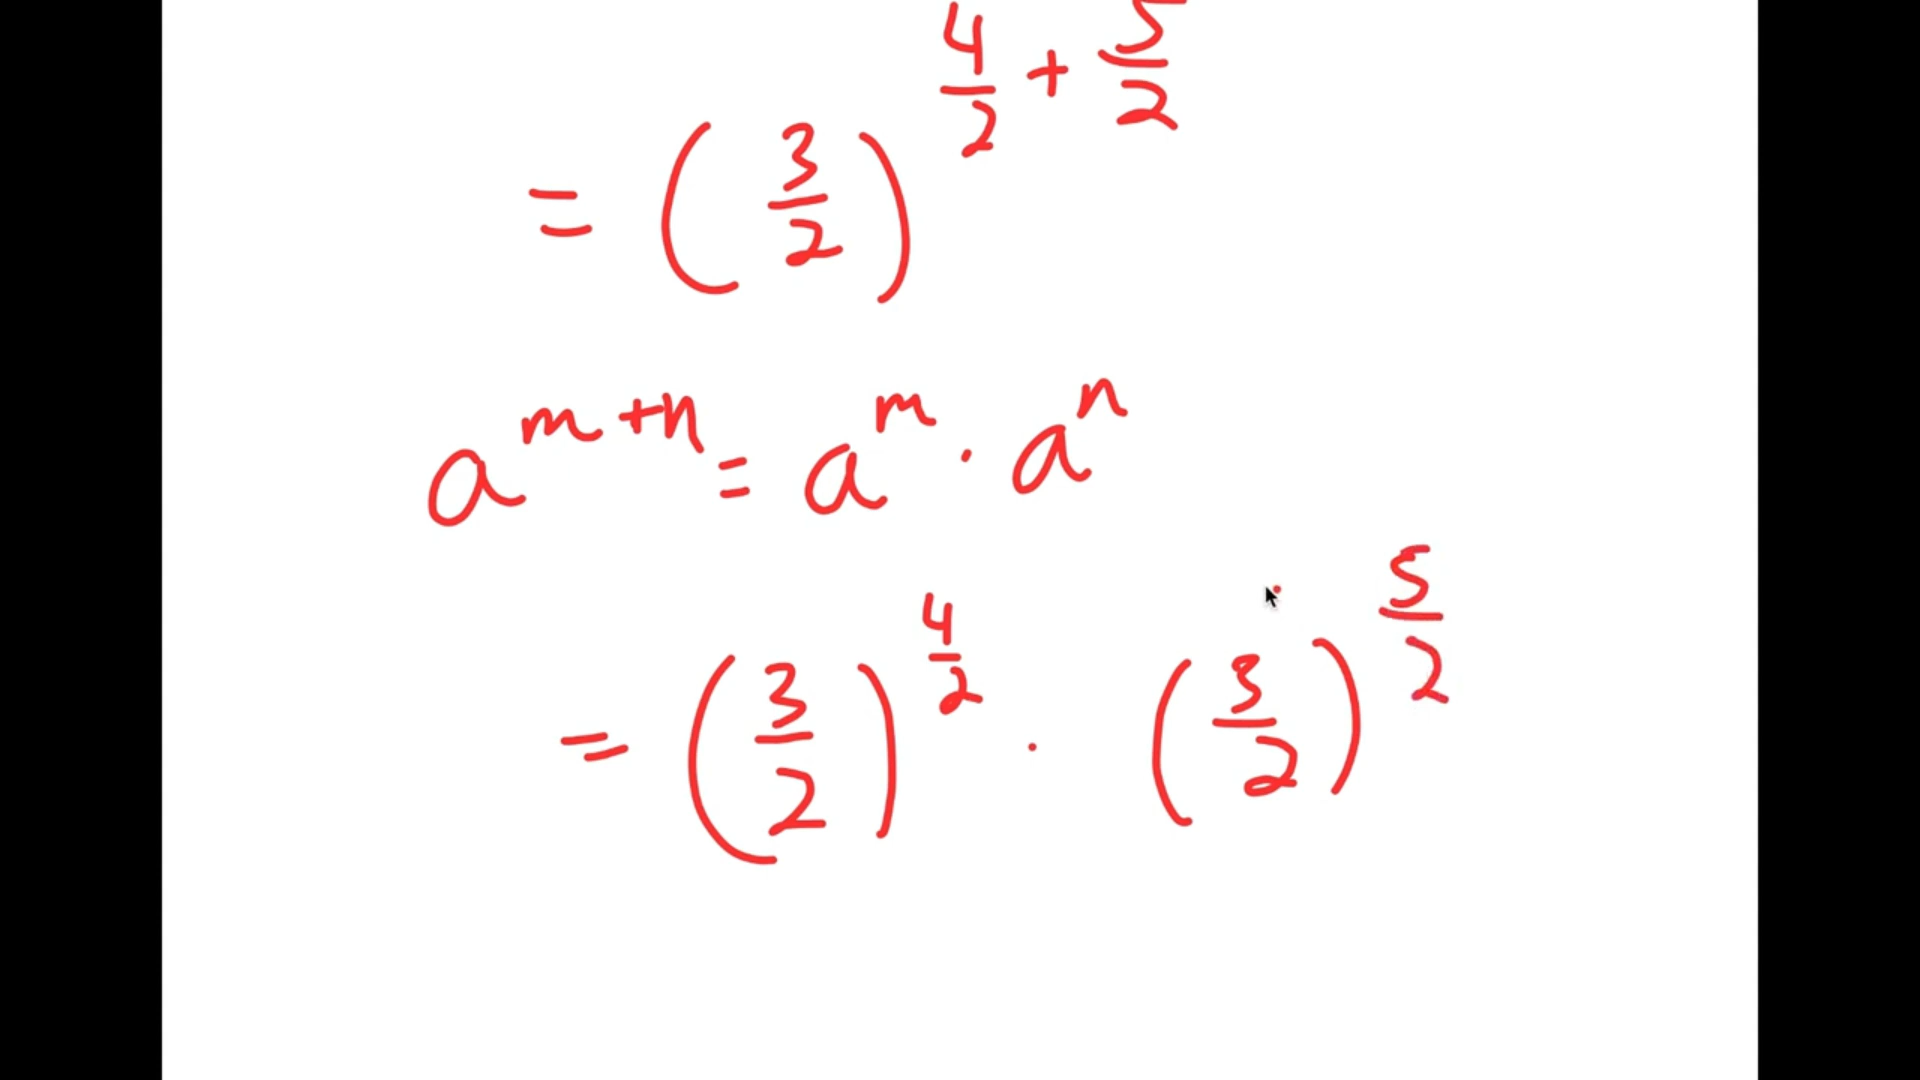 = (3/2)^(4/2 + 5/2)
a^(m+n) = a^m · a^n
= (3/2)^(4/2) · (3/2)^(5/2)